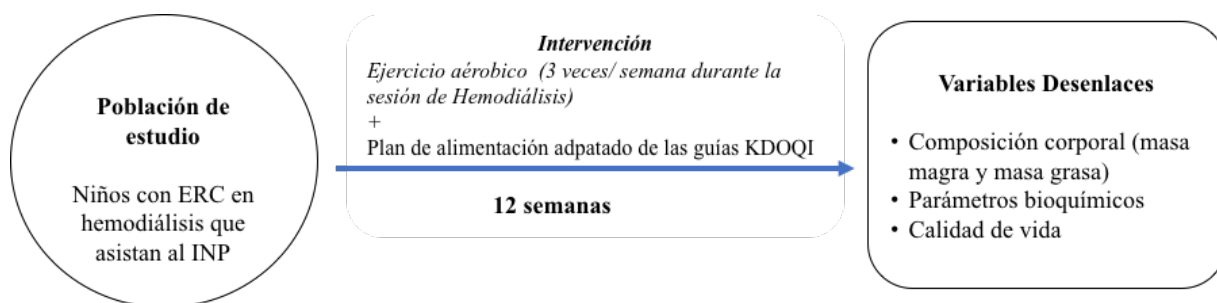 Población de
estudio
Niños con ERC en
hemodiálisis que
asistan al INP
Intervención
Ejercicio aérobico (3 veces/ semana durante la
sesión de Hemodiálisis)
+
Plan de alimentación adpatado de las guías KDOQI
12 semanas
Variables Desenlaces
• Composición corporal (masa
magra y masa grasa)
• Parámetros bioquímicos
• Calidad de vida